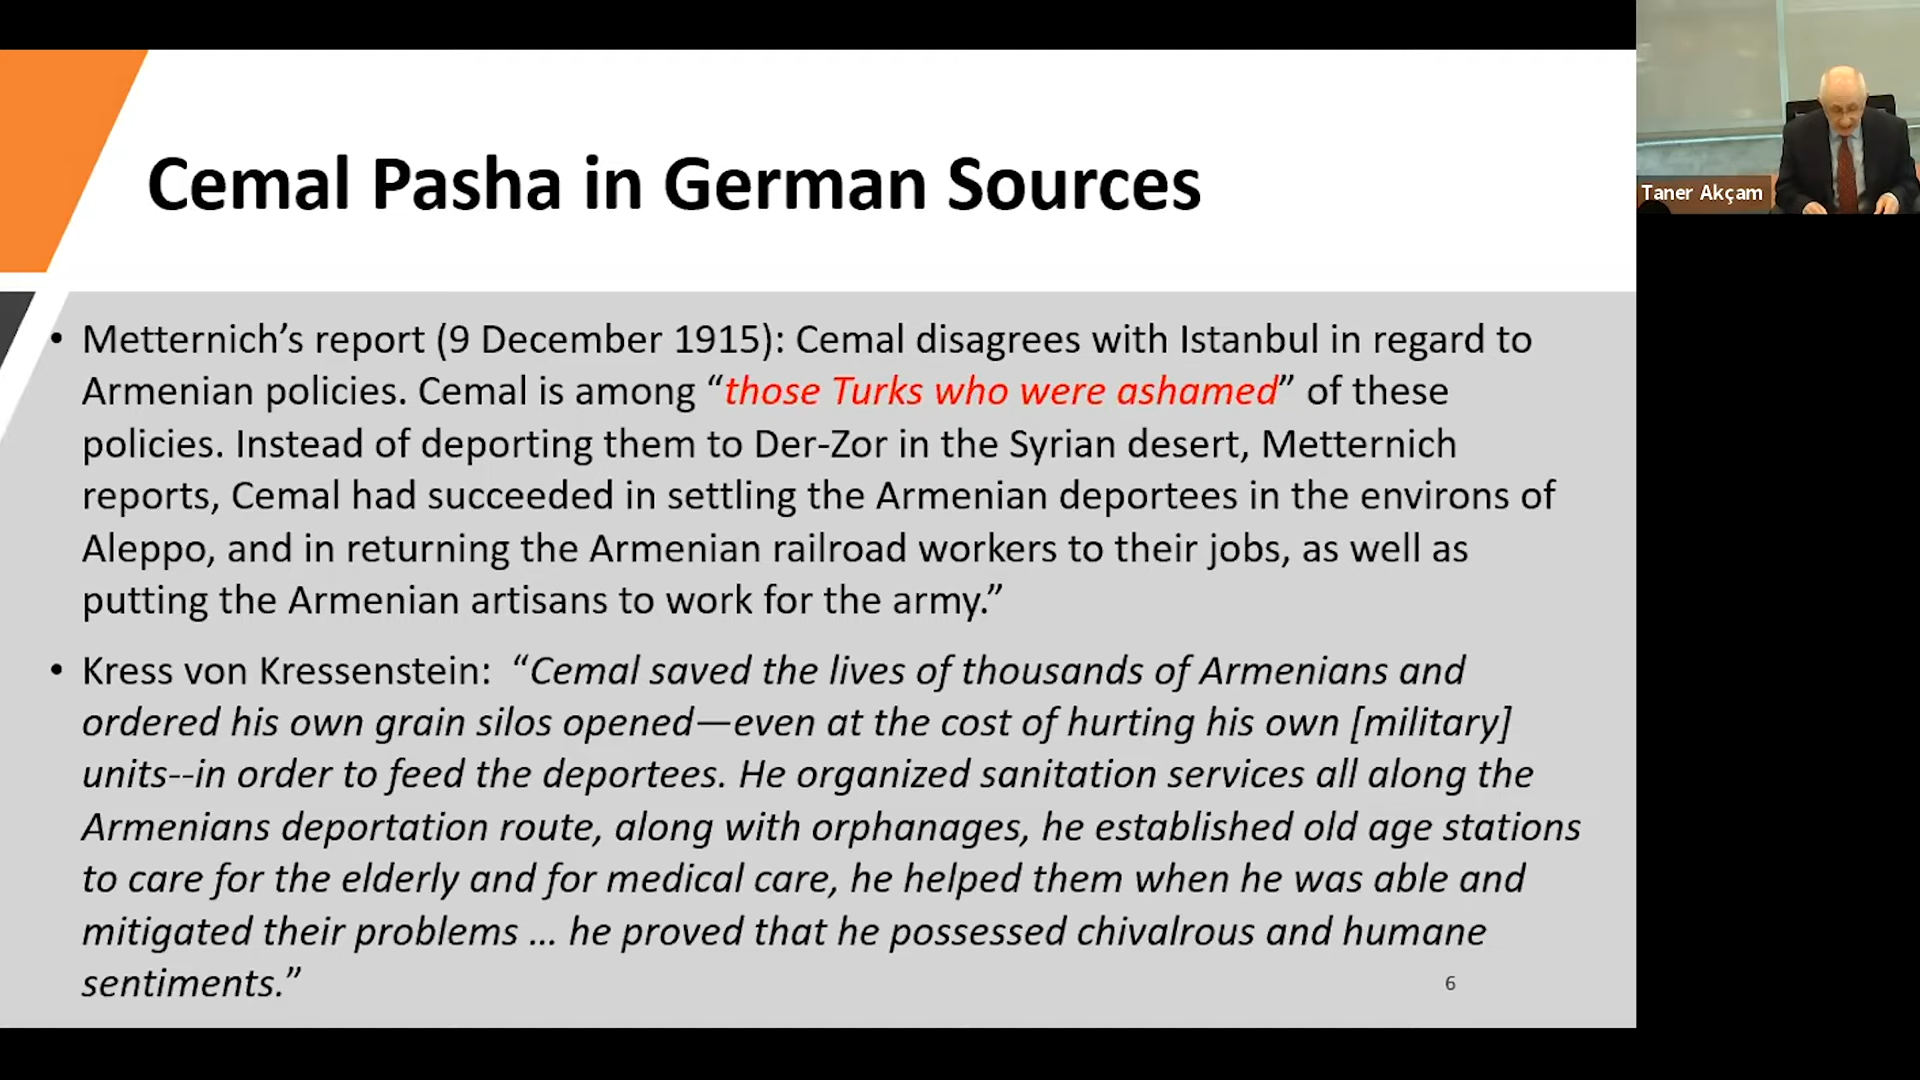 Cemal Pasha in German Sources
• Metternich’s report (9 December 1915): Cemal disagrees with Istanbul in regard to
Armenian policies. Cemal is among “those Turks who were ashamed” of these
policies. Instead of deporting them to Der-Zor in the Syrian desert, Metternich
reports, Cemal had succeeded in settling the Armenian deportees in the environs of
Aleppo, and in returning the Armenian railroad workers to their jobs, as well as
putting the Armenian artisans to work for the army.”
• Kress von Kressenstein: “Cemal saved the lives of thousands of Armenians and
ordered his own grain silos opened—even at the cost of hurting his own [military]
units--in order to feed the deportees. He organized sanitation services all along the
Armenians deportation route, along with orphanages, he established old age stations
to care for the elderly and for medical care, he helped them when he was able and
mitigated their problems … he proved that he possessed chivalrous and humane
sentiments.”
6
Taner Akçam